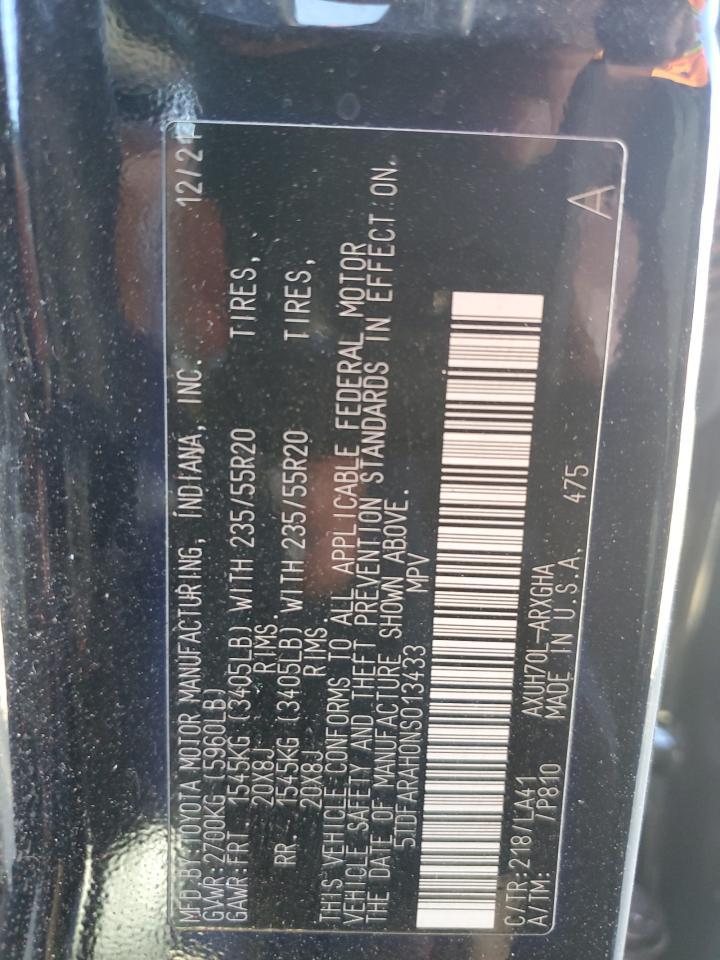 MFD.BY:TOYOTA MOTOR MANUFACTURING, INDIANA, INC. 12/21
GVWR:2700KG (5960LB)
GAWR:FRT. 1545KG (3405LB) WITH 235/55R20 TIRES,
20X8J RIMS.
RR. 1545KG (3405LB) WITH 235/55R20 TIRES,
20X8J RIMS
THIS VEHICLE CONFORMS TO ALL APPLICABLE FEDERAL MOTOR
VEHICLE SAFETY AND THEFT PREVENTION STANDARDS IN EFFECT ON
THE DATE OF MANUFACTURE SHOWN ABOVE.
5TDFARAH0NS013433 MPV
C/TR:218/LA41 AXUH70L-ARXGHA
A/TM: /P810 MADE IN U.S.A. 475
A